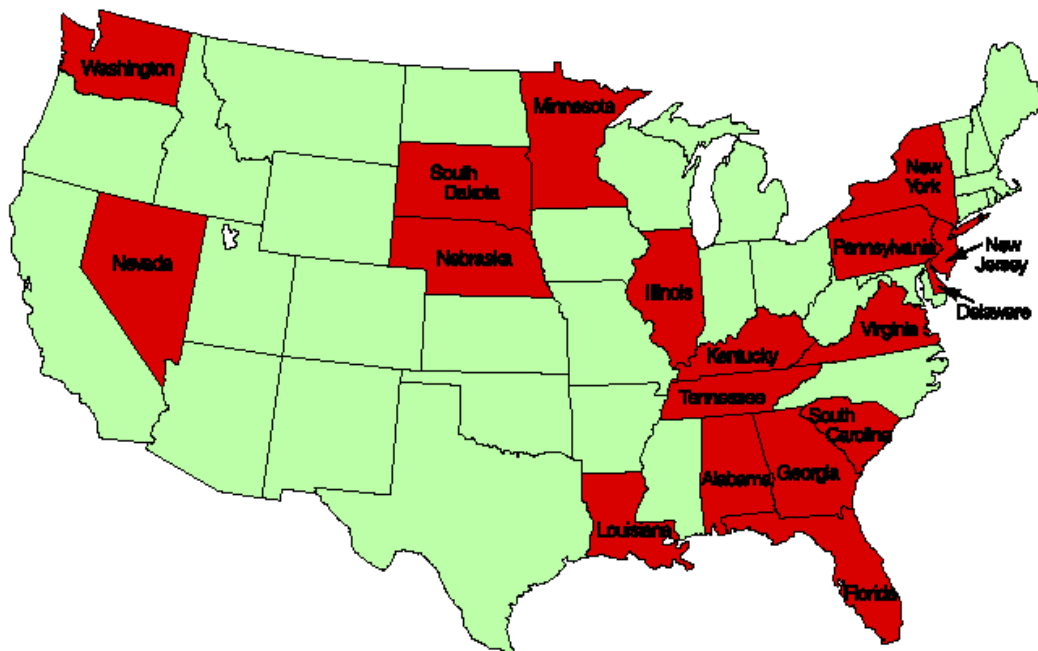 Washington
Minnesota
New
York
South
Dakota
Pennsylvania
New
Jersey
Nevada
Nebraska
Illinois
Delaware
Virginia
Kentucky
Tennessee
South
Carolina
Alabama
Georgia
Louisiana
Florida